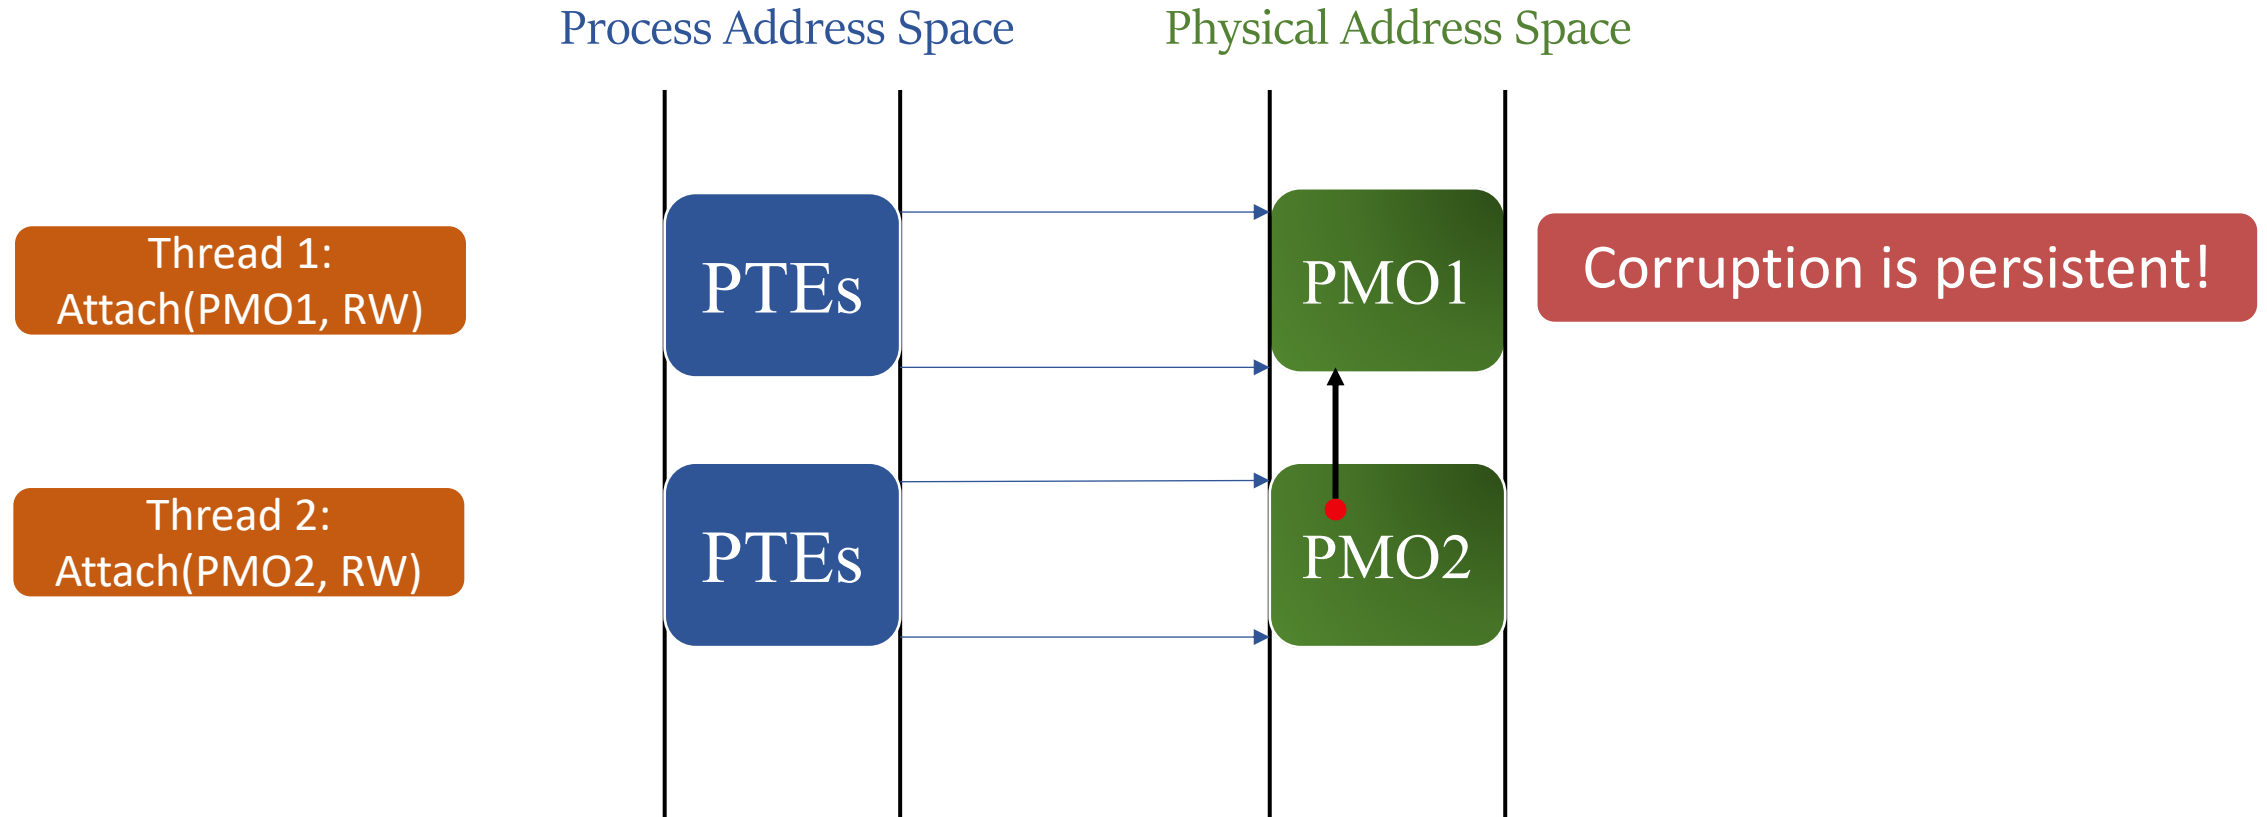 Process Address Space
Physical Address Space
Thread 1:
Attach(PMO1, RW)
PTEs
PMO1
Corruption is persistent!
Thread 2:
Attach(PMO2, RW)
PTEs
PMO2